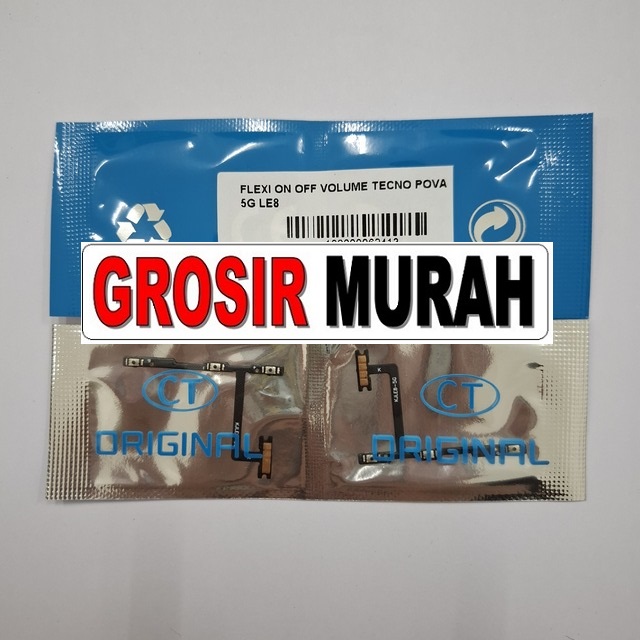 FLEXI ON OFF VOLUME TECNO POVA
5G LE8
GROSIR MURAH
CT
ORIGINAL
CT
ORIGINAL